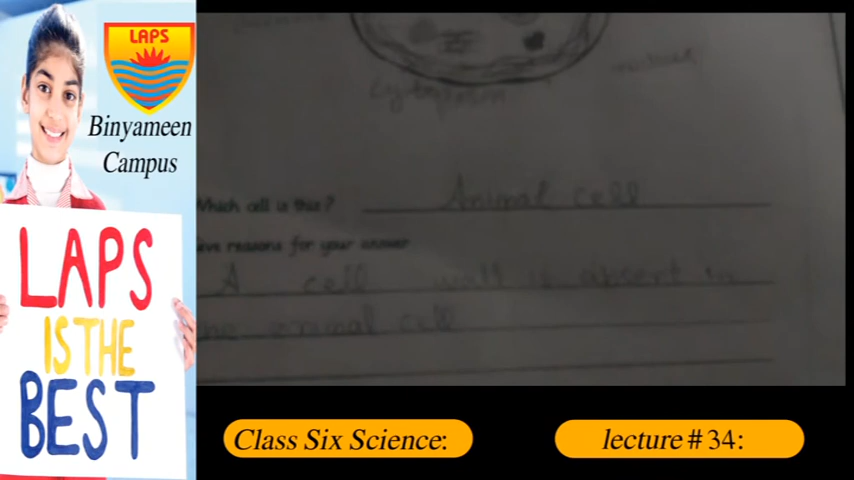 LAPS
Binyameen
Campus
LAPS
IS THE
BEST
Cytoplasm
Which cell is this? Animal cell
Give reasons for your answer
A cell wall is absent in
the animal cell
Class Six Science:
lecture # 34: